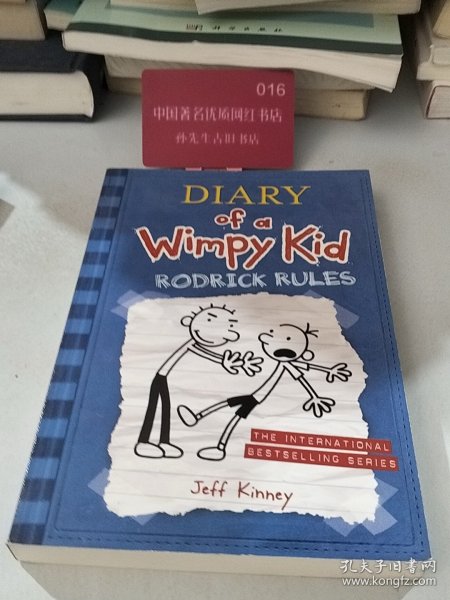 016
中国著名优质网红书店
孙先生古旧书店
DIARY
of a
Wimpy Kid
RODRICK RULES
THE INTERNATIONAL
BESTSELLING SERIES
Jeff Kinney
孔夫子旧书网
www.kongfz.com